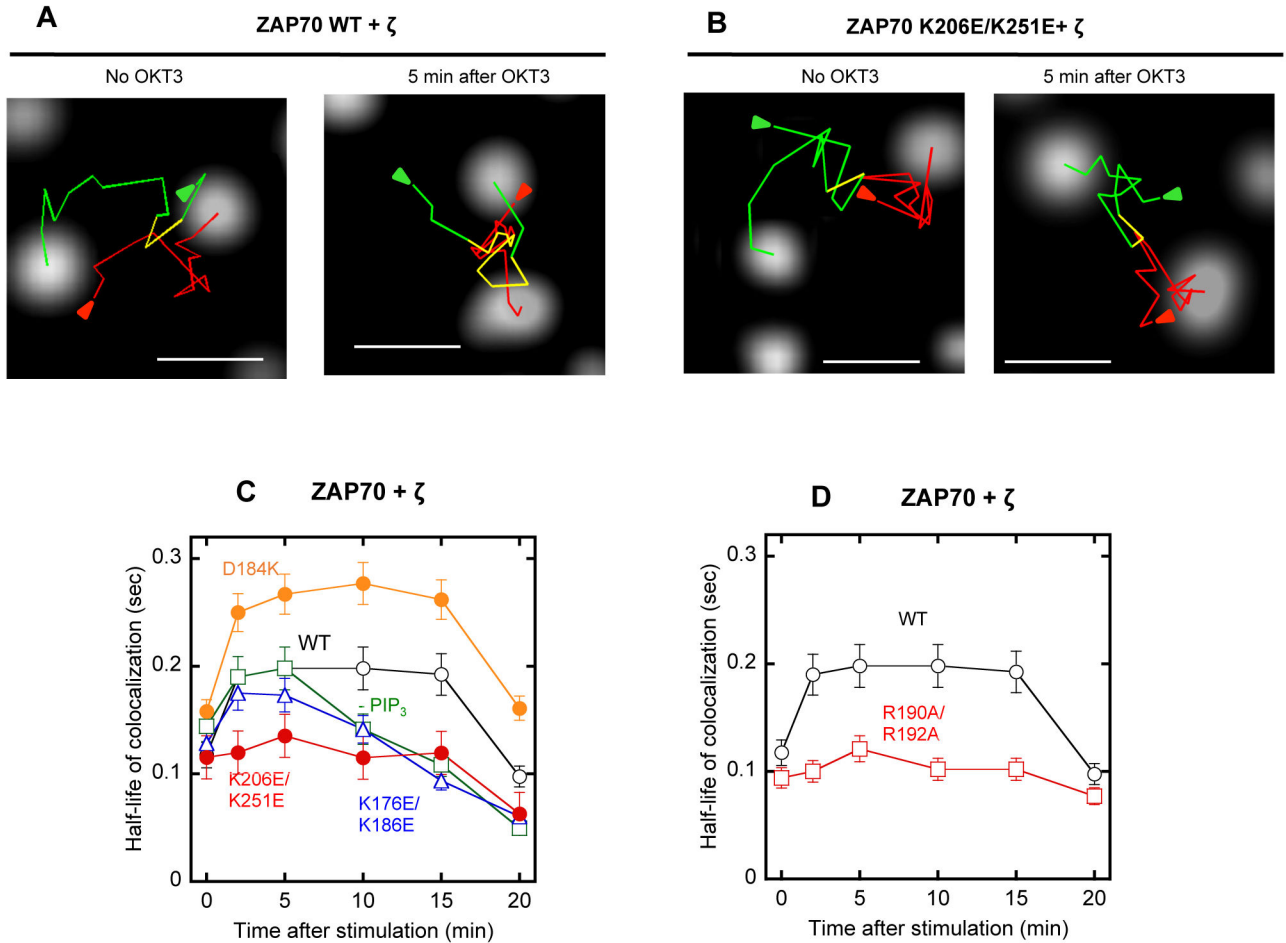 A
ZAP70 WT + ζ
No OKT3
5 min after OKT3
B
ZAP70 K206E/K251E+ ζ
No OKT3
5 min after OKT3
C
ZAP70 + ζ
Half-life of colocalization (sec)
0.3
0.2
0.1
0
D184K
WT
- PIP3
K206E/
K251E
K176E/
K186E
0
5
10
15
20
Time after stimulation (min)
D
ZAP70 + ζ
Half-life of colocalization (sec)
0.3
0.2
0.1
0
WT
R190A/
R192A
0
5
10
15
20
Time after stimulation (min)